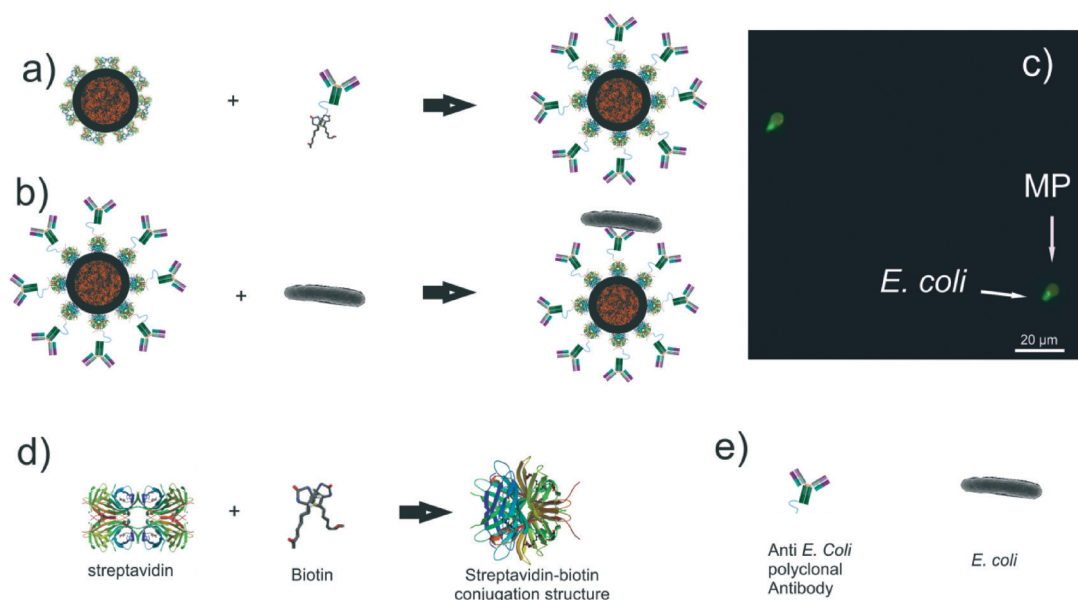 a)
+
b)
+
c)
MP
E. coli
20 µm
d)
+
streptavidin
Biotin
Streptavidin-biotin
conjugation structure
e)
Anti E. Coli
polyclonal
Antibody
E. coli